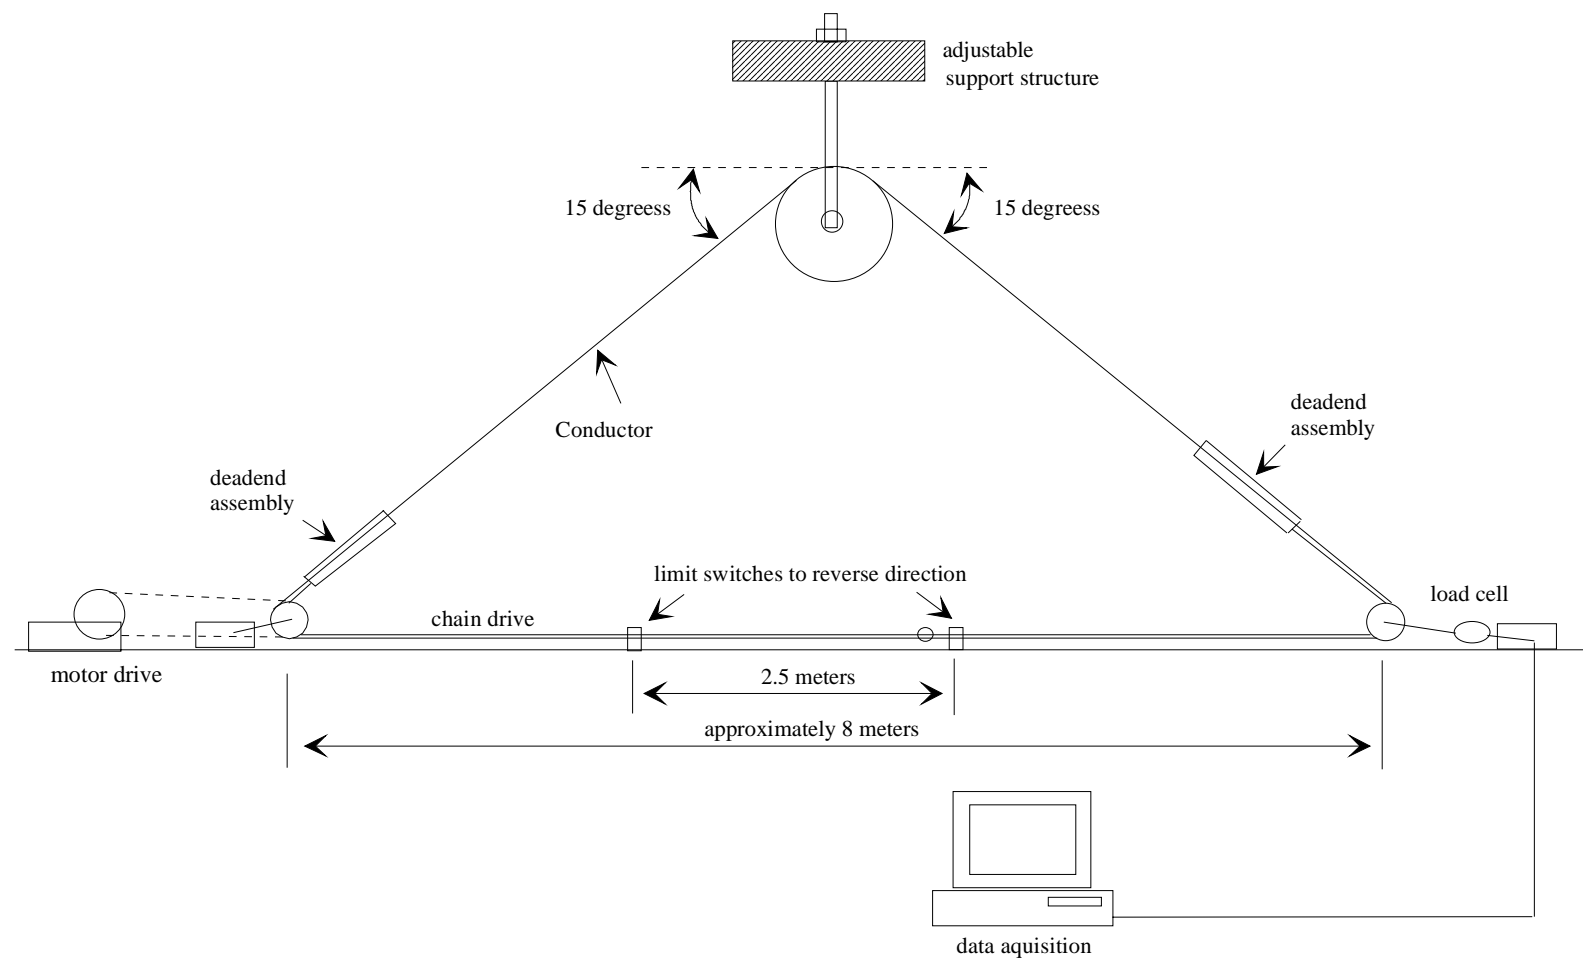 adjustable
support structure
15 degreess
15 degreess
Conductor
deadend
assembly
deadend
assembly
limit switches to reverse direction
load cell
chain drive
motor drive
2.5 meters
approximately 8 meters
data aquisition